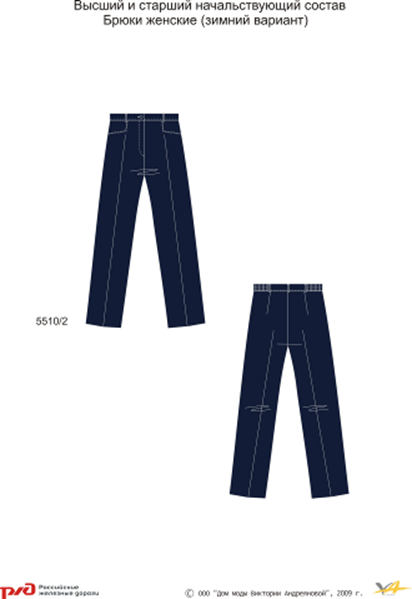 Высший и старший начальствующий состав
Брюки женские (зимний вариант)
5510/2
Российские
железные дороги
© ООО "Дом моды Виктории Андреяновой", 2009 г.